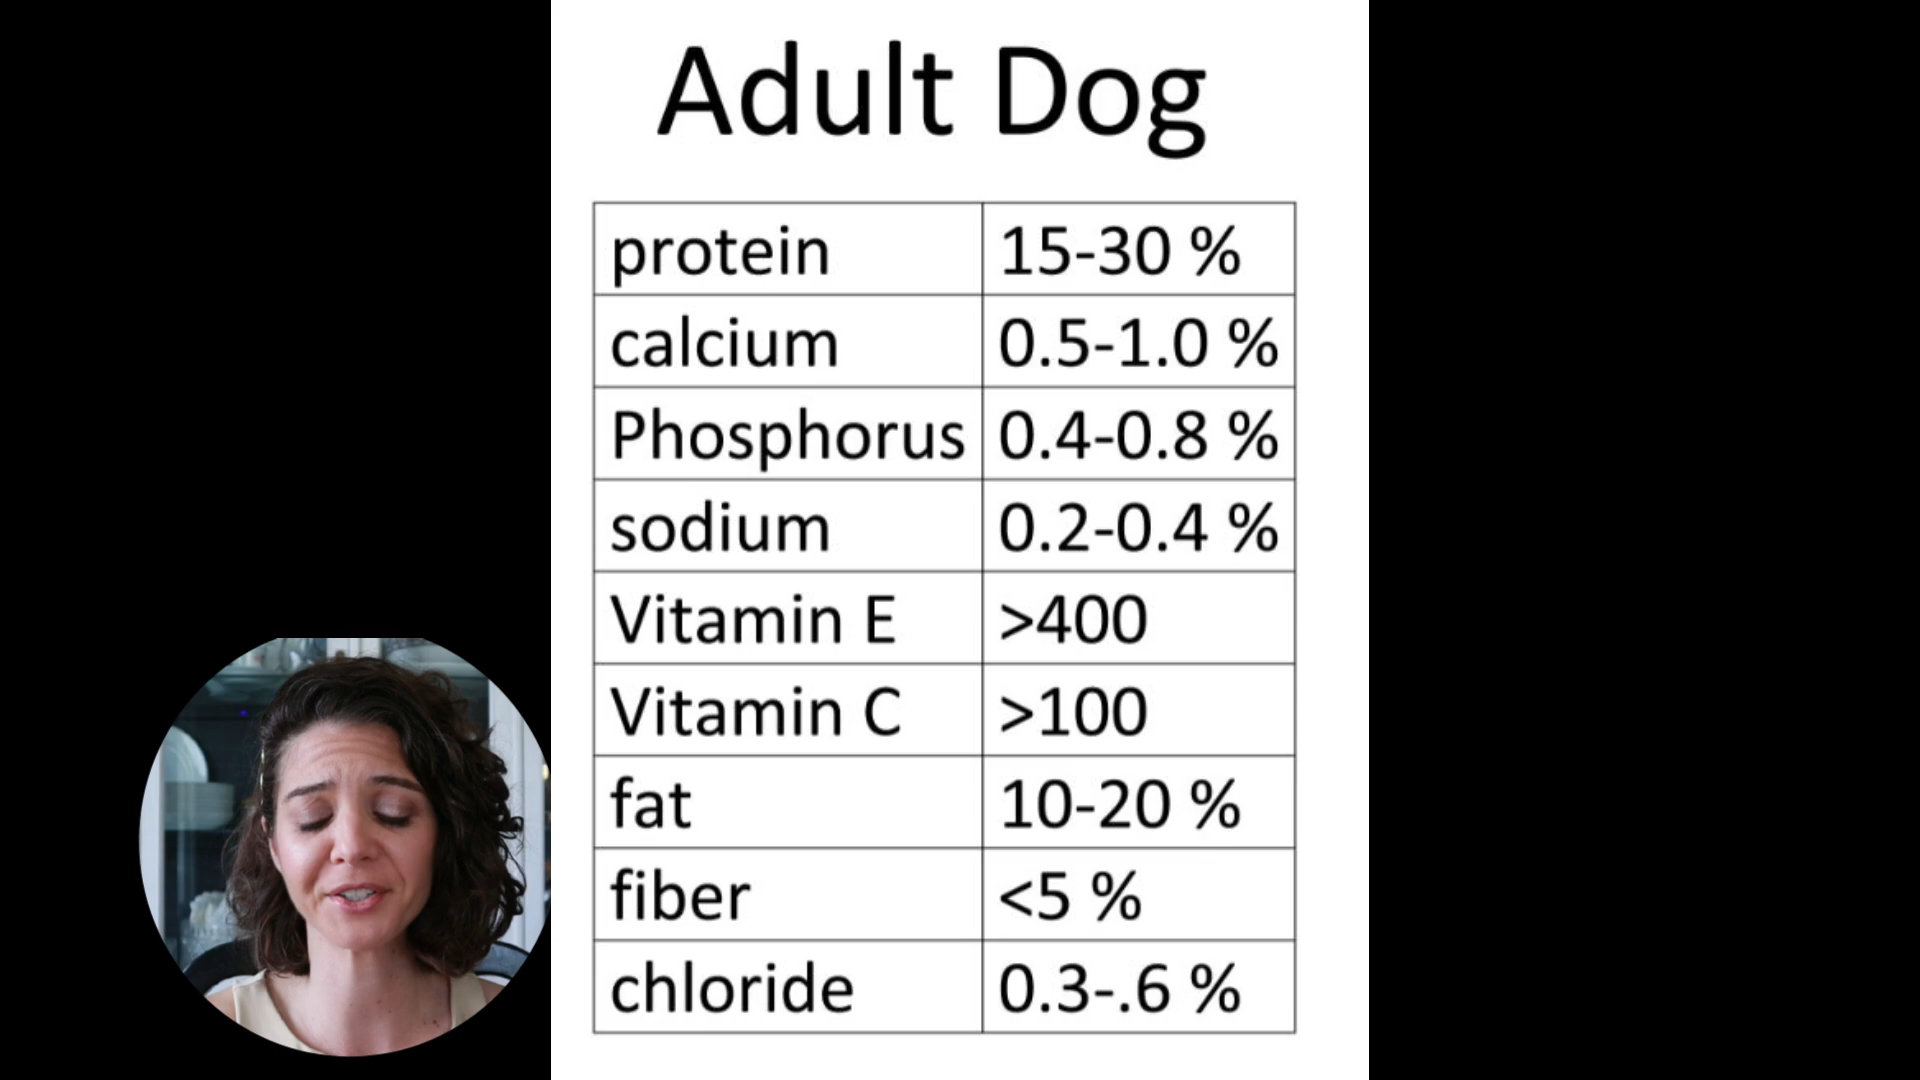 Adult Dog
protein 15-30 %
calcium 0.5-1.0 %
Phosphorus 0.4-0.8 %
sodium 0.2-0.4 %
Vitamin E >400
Vitamin C >100
fat 10-20 %
fiber <5 %
chloride 0.3-.6 %